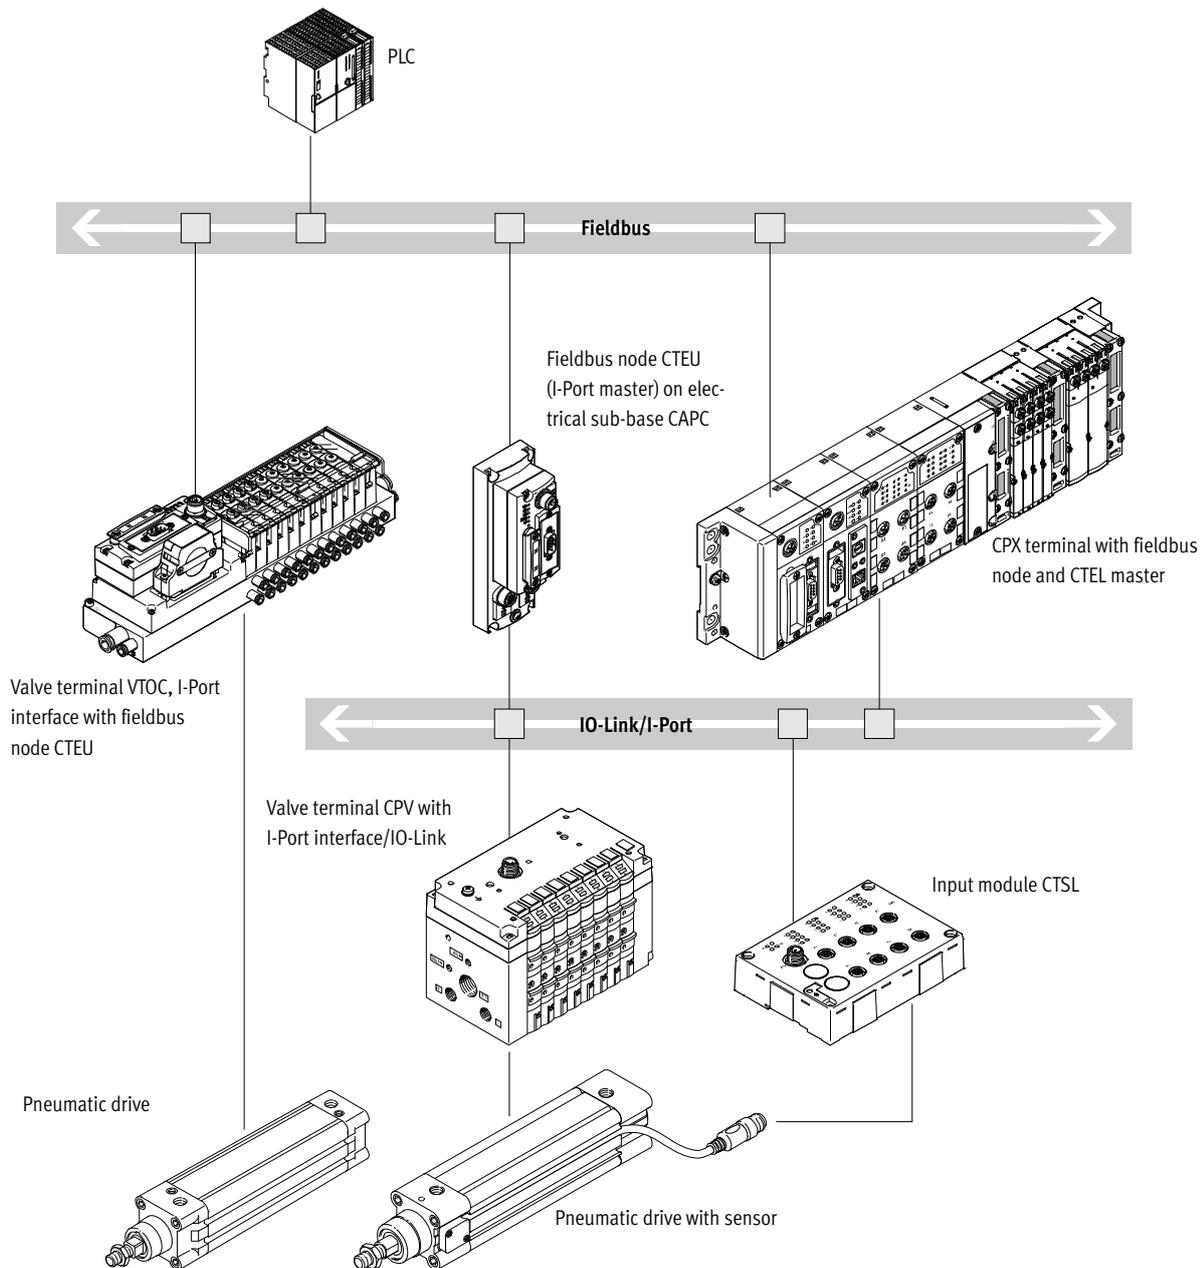 PLC
Fieldbus
Fieldbus node CTEU
(I-Port master) on elec-
trical sub-base CAPC
CPX terminal with fieldbus
node and CTEL master
Valve terminal VTOC, I-Port
interface with fieldbus
node CTEU
IO-Link/I-Port
Valve terminal CPV with
I-Port interface/IO-Link
Input module CTSL
Pneumatic drive
Pneumatic drive with sensor